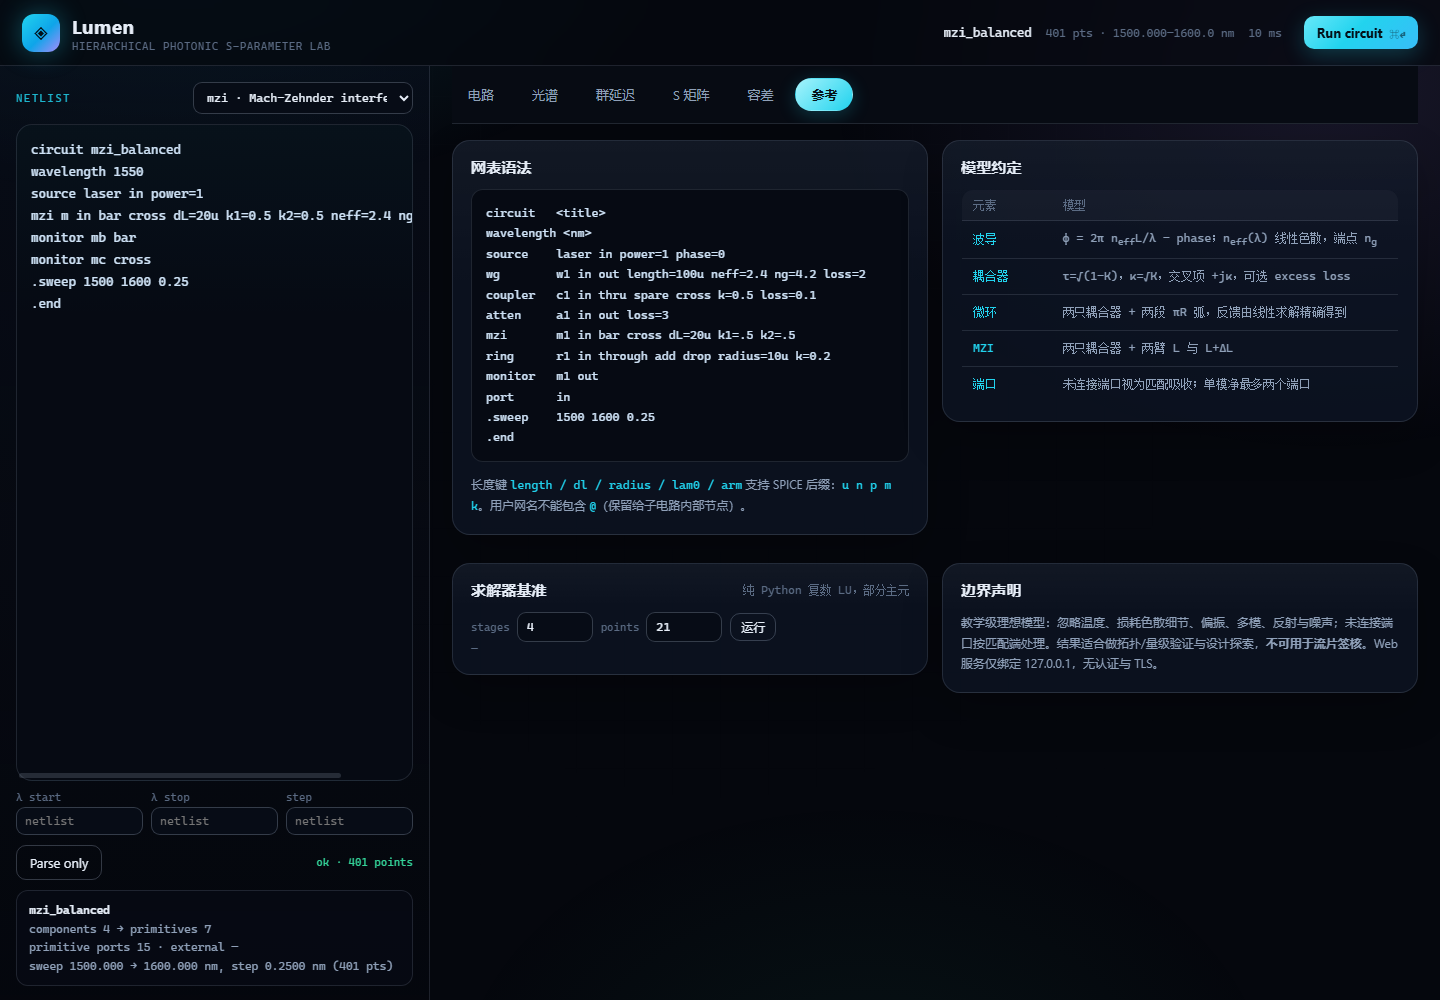 ◈
Lumen
HIERARCHICAL PHOTONIC S-PARAMETER LAB
mzi_balanced 401 pts · 1500.000–1600.0 nm 10 ms
Run circuit ⌘⏎
NETLIST
mzi · Mach-Zehnder interfe
circuit mzi_balanced
wavelength 1550
source laser in power=1
mzi m in bar cross dL=20u k1=0.5 k2=0.5 neff=2.4 ng
monitor mb bar
monitor mc cross
.sweep 1500 1600 0.25
.end
λ start λ stop step
netlist netlist netlist
Parse only
ok · 401 points
mzi_balanced
components 4 → primitives 7
primitive ports 15 · external —
sweep 1500.000 → 1600.000 nm, step 0.2500 nm (401 pts)
电路 光谱 群延迟 S 矩阵 容差 参考
网表语法
circuit <title>
wavelength <nm>
source laser in power=1 phase=0
wg w1 in out length=100u neff=2.4 ng=4.2 loss=2
coupler c1 in thru spare cross k=0.5 loss=0.1
atten a1 in out loss=3
mzi m1 in bar cross dL=20u k1=.5 k2=.5
ring r1 in through add drop radius=10u k=0.2
monitor m1 out
port in
.sweep 1500 1600 0.25
.end
长度键 length / dl / radius / lam0 / arm 支持 SPICE 后缀：u n p m
k。用户网名不能包含 @（保留给子电路内部节点）。
模型约定
元素 模型
波导 ϕ = 2π neffL/λ − phase；neff(λ) 线性色散，端点 ng
耦合器 τ=√(1−K)，κ=√K，交叉项 +jκ，可选 excess loss
微环 两只耦合器 + 两段 πR 弧，反馈由线性求解精确得到
MZI 两只耦合器 + 两臂 L 与 L+ΔL
端口 未连接端口视为匹配吸收；单模净最多两个端口
求解器基准
纯 Python 复数 LU，部分主元
stages 4 points 21 运行
—
边界声明
教学级理想模型：忽略温度、损耗色散细节、偏振、多模、反射与噪声；未连接端
口按匹配端处理。结果适合做拓扑/量级验证与设计探索，不可用于流片签核。Web
服务仅绑定 127.0.0.1，无认证与 TLS。